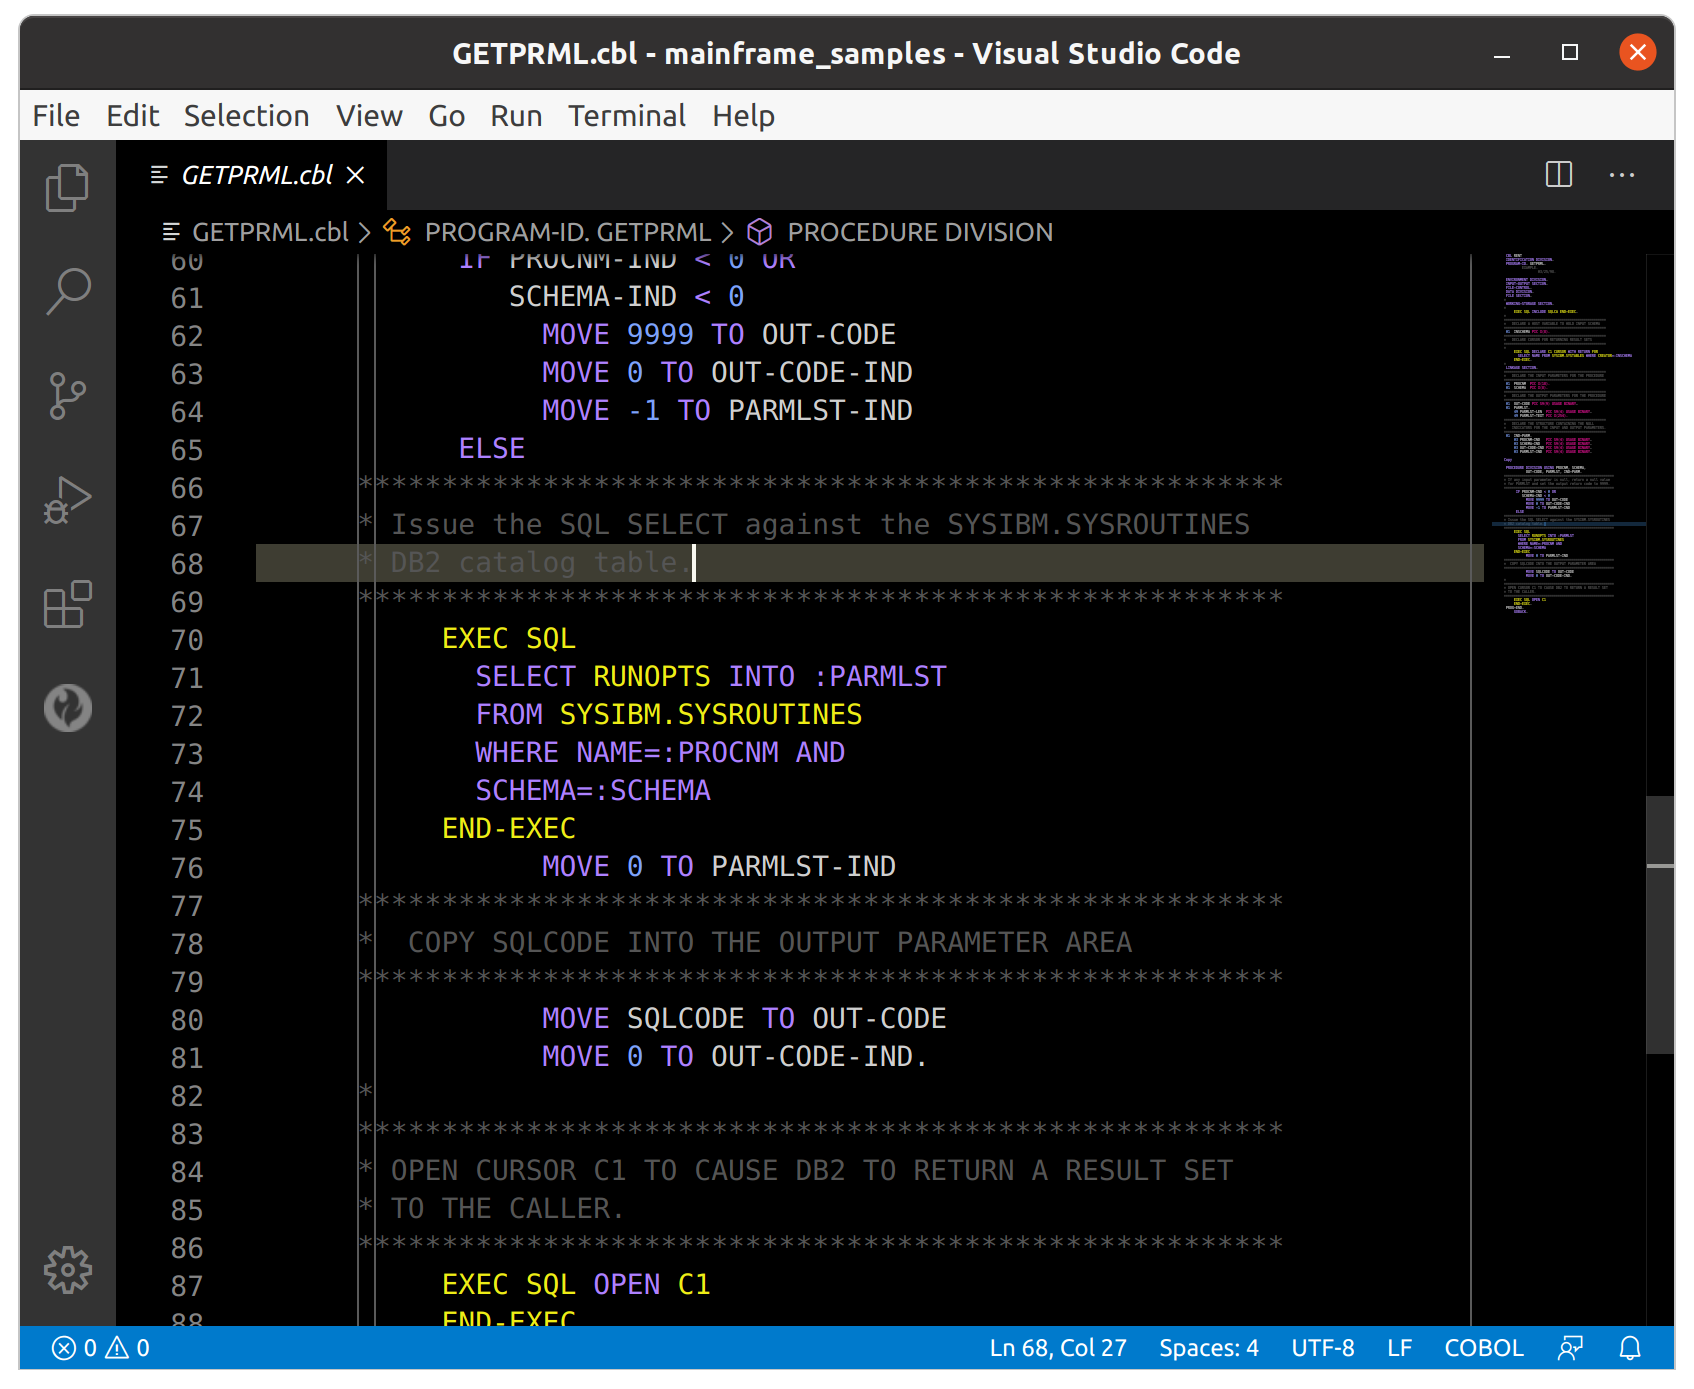 GETPRML.cbl - mainframe_samples - Visual Studio Code
File Edit Selection View Go Run Terminal Help
GETPRML.cbl
GETPRML.cbl > PROGRAM-ID. GETPRML > PROCEDURE DIVISION
60 IF PROCNM-IND < 0 OR
61 SCHEMA-IND < 0
62 MOVE 9999 TO OUT-CODE
63 MOVE 0 TO OUT-CODE-IND
64 MOVE -1 TO PARMLST-IND
65 ELSE
66 *******************************************************
67 * Issue the SQL SELECT against the SYSIBM.SYSROUTINES
68 * DB2 catalog table.
69 *******************************************************
70 EXEC SQL
71 SELECT RUNOPTS INTO :PARMLST
72 FROM SYSIBM.SYSROUTINES
73 WHERE NAME=:PROCNM AND
74 SCHEMA=:SCHEMA
75 END-EXEC
76 MOVE 0 TO PARMLST-IND
77 *******************************************************
78 * COPY SQLCODE INTO THE OUTPUT PARAMETER AREA
79 *******************************************************
80 MOVE SQLCODE TO OUT-CODE
81 MOVE 0 TO OUT-CODE-IND.
82 *
83 *******************************************************
84 * OPEN CURSOR C1 TO CAUSE DB2 TO RETURN A RESULT SET
85 * TO THE CALLER.
86 *******************************************************
87 EXEC SQL OPEN C1
88 END-EXEC
0 0 Ln 68, Col 27 Spaces: 4 UTF-8 LF COBOL